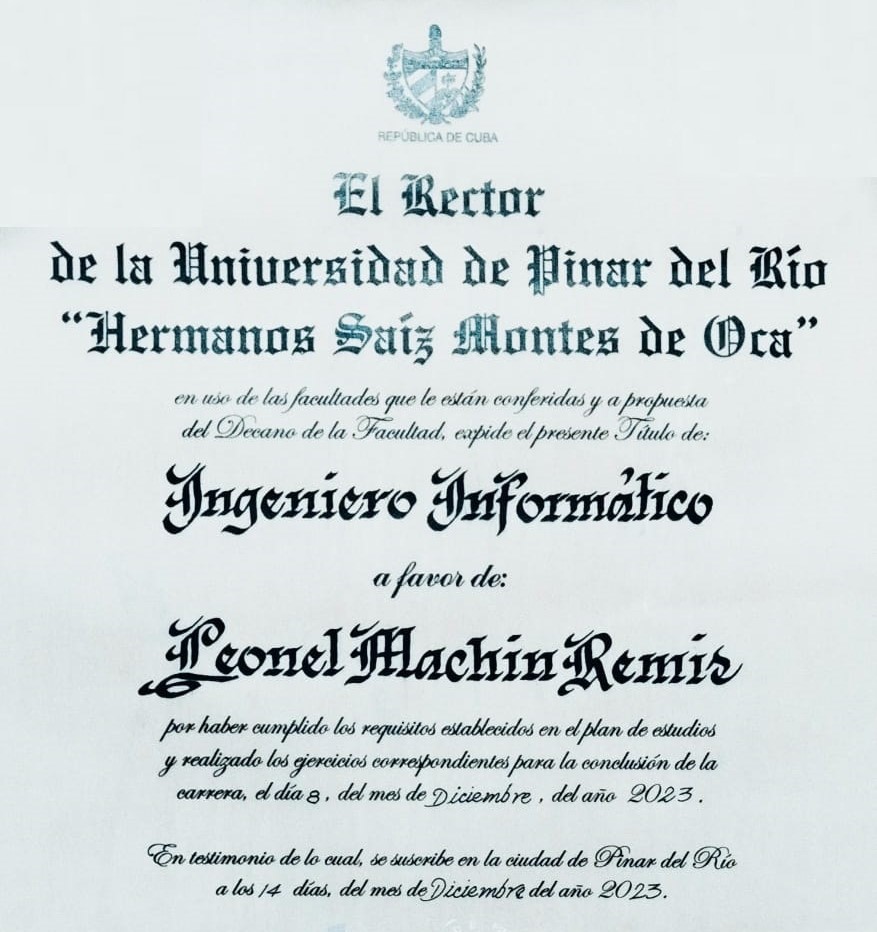 REPÚBLICA DE CUBA
El Rector
de la Universidad de Pinar del Río
“Hermanos Saíz Montes de Oca”
en uso de las facultades que le están conferidas y a propuesta
del Decano de la Facultad, expide el presente Título de:
Ingeniero Informático
a favor de:
Leonel Machin Remis
por haber cumplido los requisitos establecidos en el plan de estudios
y realizado los ejercicios correspondientes para la conclusión de la
carrera, el día 8, del mes de Diciembre, del año 2023.
En testimonio de lo cual, se suscribe en la ciudad de Pinar del Río
a los 14 días, del mes de Diciembre del año 2023.